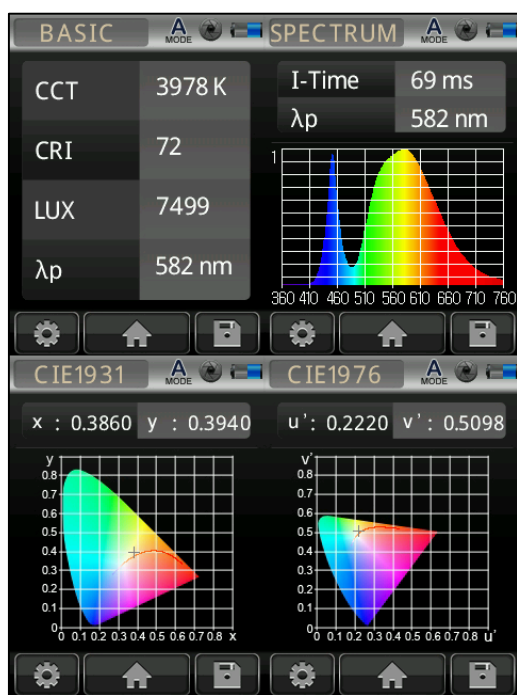 BASIC
A
MODE
CCT 3978 K
CRI 72
LUX 7499
λp 582 nm
SPECTRUM
A
MODE
I-Time 69 ms
λp 582 nm
1
360 410 460 510 560 610 660 710 760
CIE1931
A
MODE
x : 0.3860 y : 0.3940
y
0.8
0.7
0.6
0.5
0.4
0.3
0.2
0.1
0 0.1 0.2 0.3 0.4 0.5 0.6 0.7 0.8 x
CIE1976
A
MODE
u' : 0.2220 v' : 0.5098
v'
0.8
0.7
0.6
0.5
0.4
0.3
0.2
0.1
0 0.1 0.2 0.3 0.4 0.5 0.6 0.7 0.8 u'